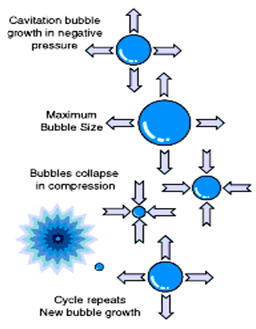 Cavitation bubble
growth in negative
pressure
Maximum
Bubble Size
Bubbles collapse
in compression
Cycle repeats
New bubble growth